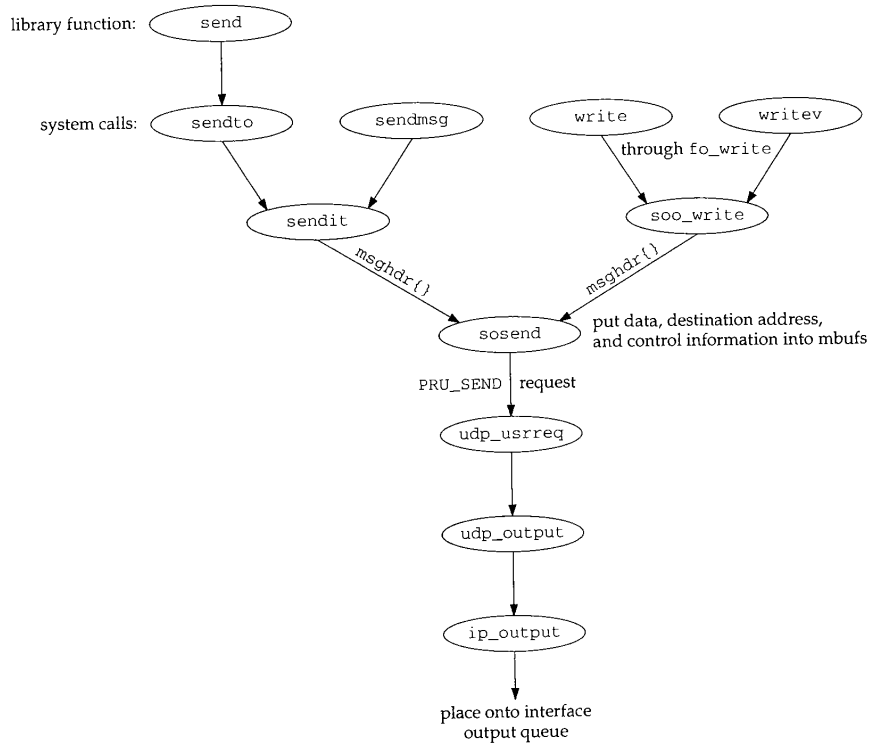 library function:
send
system calls:
sendto
sendmsg
write
writev
through fo_write
sendit
soo_write
msghdr{}
msghdr{}
sosend
put data, destination address,
and control information into mbufs
PRU_SEND request
udp_usrreq
udp_output
ip_output
place onto interface
output queue